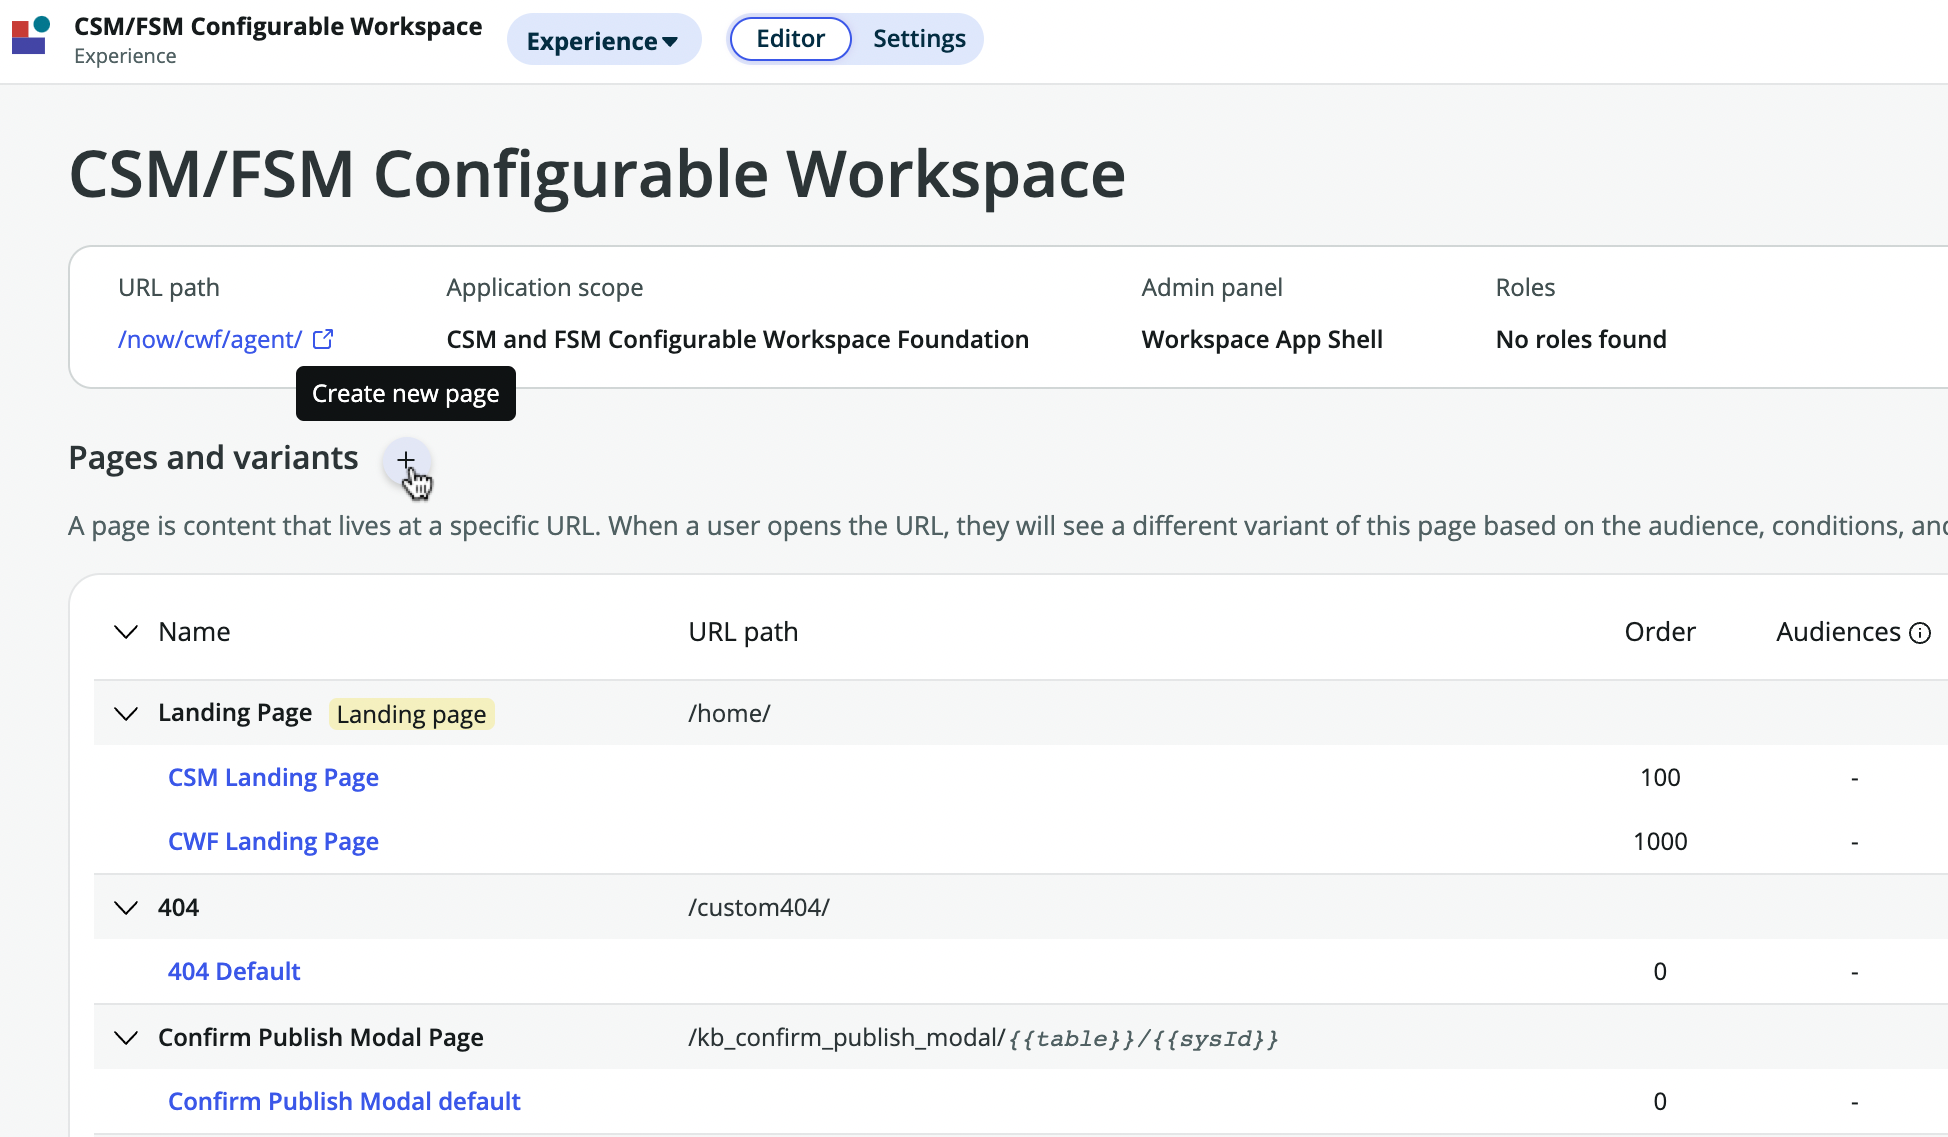 CSM/FSM Configurable Workspace
Experience
Experience
Editor
Settings
CSM/FSM Configurable Workspace
URL path
Application scope
Admin panel
Roles
/now/cwf/agent/
CSM and FSM Configurable Workspace Foundation
Workspace App Shell
No roles found
Create new page
Pages and variants
+
A page is content that lives at a specific URL. When a user opens the URL, they will see a different variant of this page based on the audience, conditions,
Name
URL path
Order
Audiences
Landing Page
Landing page
/home/
CSM Landing Page
100
-
CWF Landing Page
1000
-
404
/custom404/
404 Default
0
-
Confirm Publish Modal Page
/kb_confirm_publish_modal/{{table}}/{{sysId}}
Confirm Publish Modal default
0
-